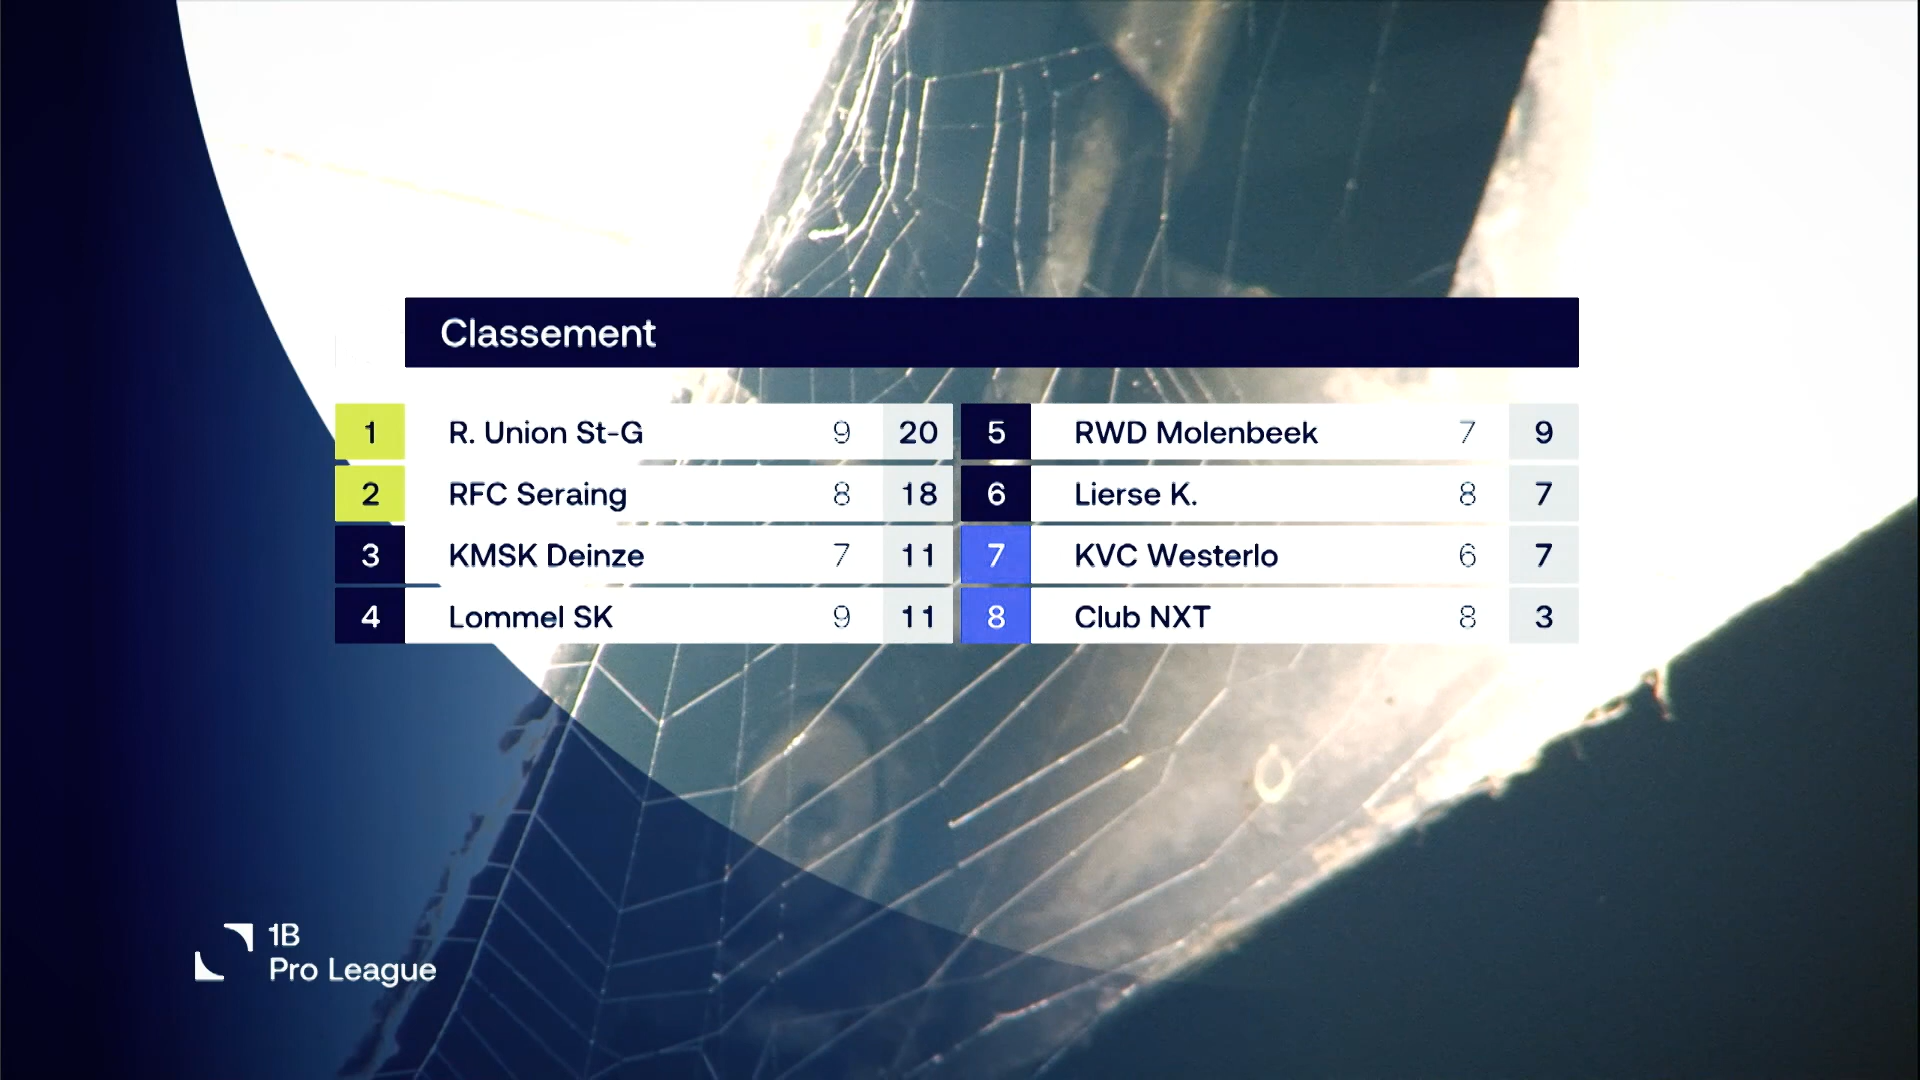 Classement
1 R. Union St-G 9 20
2 RFC Seraing 8 18
3 KMSK Deinze 7 11
4 Lommel SK 9 11
5 RWD Molenbeek 7 9
6 Lierse K. 8 7
7 KVC Westerlo 6 7
8 Club NXT 8 3
1B
Pro League